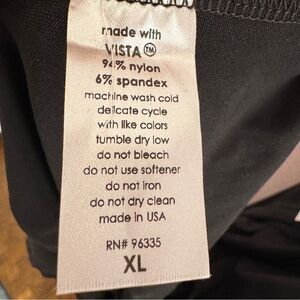 made with
VISTA™
94% nylon
6% spandex
machine wash cold
delicate cycle
with like colors
tumble dry low
do not bleach
do not use softener
do not iron
do not dry clean
made in USA
RN# 96335
XL